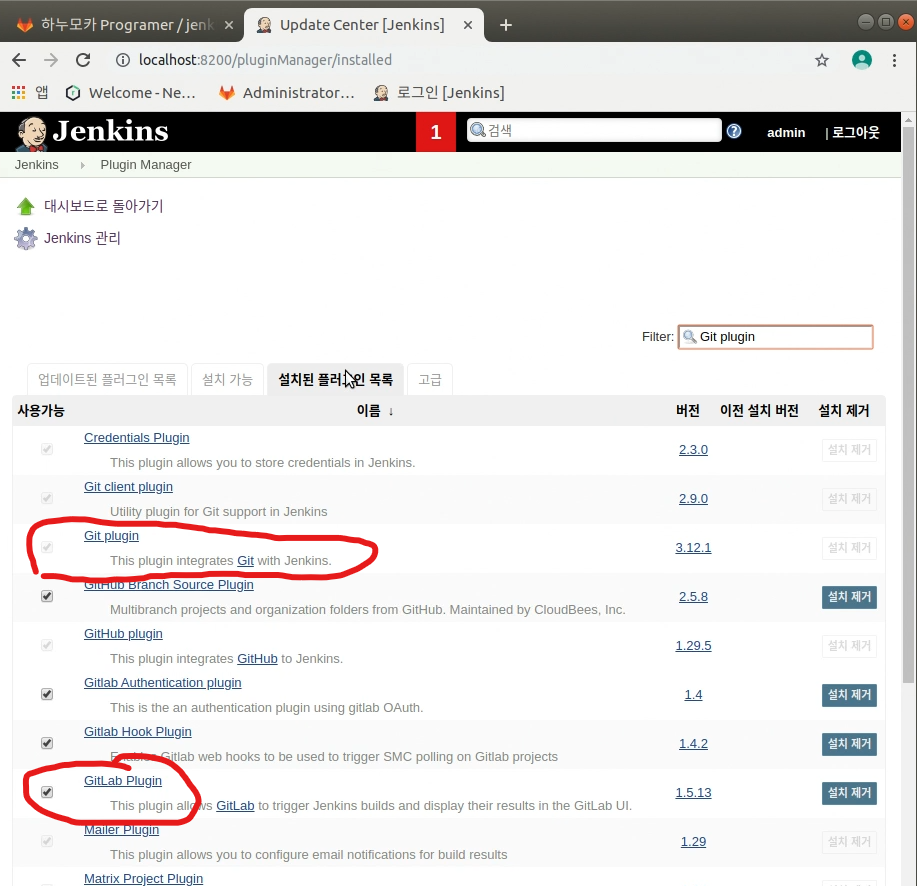 하누모카 Programer / jenk
Update Center [Jenkins]
localhost:8200/pluginManager/installed
앱 Welcome - Ne... Administrator... 로그인 [Jenkins]
Jenkins 1 검색 admin | 로그아웃
Jenkins Plugin Manager
대시보드로 돌아가기
Jenkins 관리
Filter: Git plugin
업데이트된 플러그인 목록 설치 가능 설치된 플러그인 목록 고급
사용가능 이름 ↓ 버전 이전 설치 버전 설치 제거
Credentials Plugin
This plugin allows you to store credentials in Jenkins.
2.3.0 설치 제거
Git client plugin
Utility plugin for Git support in Jenkins
2.9.0 설치 제거
Git plugin
This plugin integrates Git with Jenkins.
3.12.1 설치 제거
GitHub Branch Source Plugin
Multibranch projects and organization folders from GitHub. Maintained by CloudBees, Inc.
2.5.8 설치 제거
GitHub plugin
This plugin integrates GitHub to Jenkins.
1.29.5 설치 제거
Gitlab Authentication plugin
This is the an authentication plugin using gitlab OAuth.
1.4 설치 제거
Gitlab Hook Plugin
Enables Gitlab web hooks to be used to trigger SMC polling on Gitlab projects
1.4.2 설치 제거
GitLab Plugin
This plugin allows GitLab to trigger Jenkins builds and display their results in the GitLab UI.
1.5.13 설치 제거
Mailer Plugin
This plugin allows you to configure email notifications for build results
1.29 설치 제거
Matrix Project Plugin